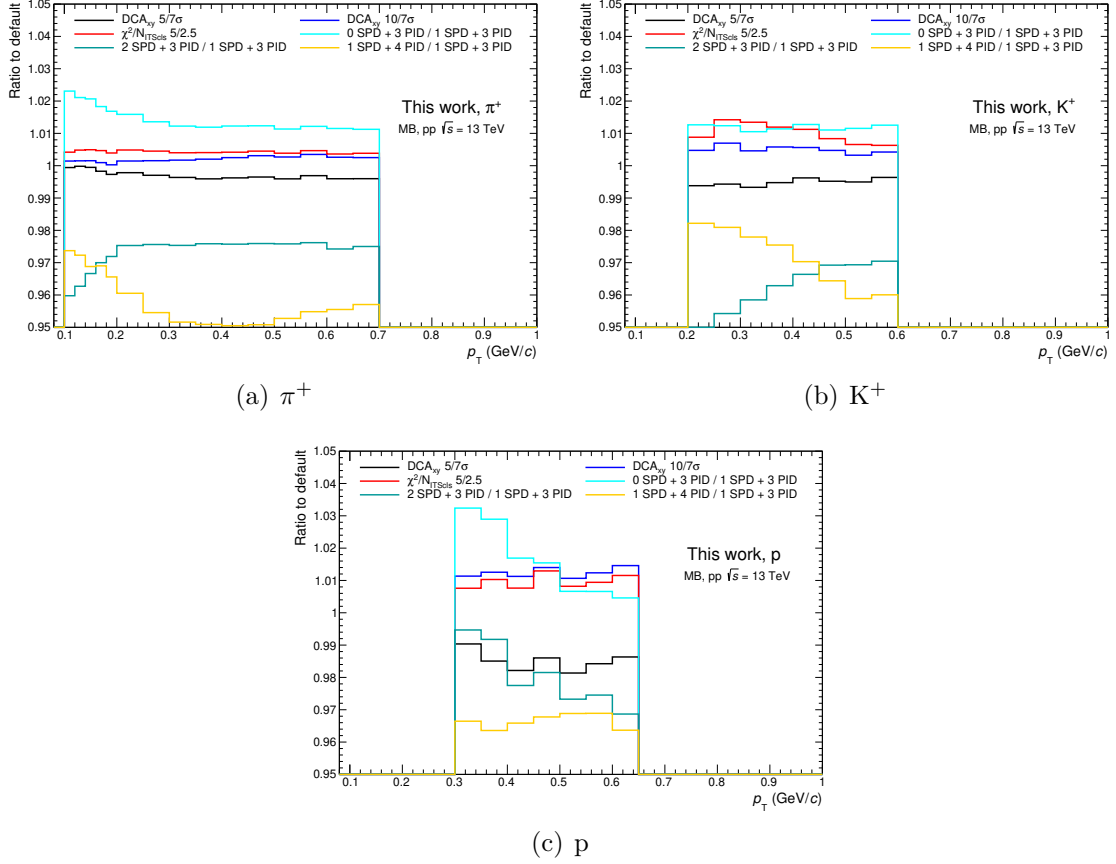 Ratio to default
1.05
1.04
1.03
1.02
1.01
1
0.99
0.98
0.97
0.96
0.95
DCAxy 5/7σ
DCAxy 10/7σ
χ²/N_ITScls 5/2.5
0 SPD + 3 PID / 1 SPD + 3 PID
2 SPD + 3 PID / 1 SPD + 3 PID
1 SPD + 4 PID / 1 SPD + 3 PID
This work, π⁺
MB, pp √s = 13 TeV
0.1 0.2 0.3 0.4 0.5 0.6 0.7 0.8 0.9 1
p_T (GeV/c)
(a) π⁺
Ratio to default
1.05
1.04
1.03
1.02
1.01
1
0.99
0.98
0.97
0.96
0.95
DCAxy 5/7σ
DCAxy 10/7σ
χ²/N_ITScls 5/2.5
0 SPD + 3 PID / 1 SPD + 3 PID
2 SPD + 3 PID / 1 SPD + 3 PID
1 SPD + 4 PID / 1 SPD + 3 PID
This work, K⁺
MB, pp √s = 13 TeV
0.1 0.2 0.3 0.4 0.5 0.6 0.7 0.8 0.9 1
p_T (GeV/c)
(b) K⁺
Ratio to default
1.05
1.04
1.03
1.02
1.01
1
0.99
0.98
0.97
0.96
0.95
DCAxy 5/7σ
DCAxy 10/7σ
χ²/N_ITScls 5/2.5
0 SPD + 3 PID / 1 SPD + 3 PID
2 SPD + 3 PID / 1 SPD + 3 PID
1 SPD + 4 PID / 1 SPD + 3 PID
This work, p
MB, pp √s = 13 TeV
0.1 0.2 0.3 0.4 0.5 0.6 0.7 0.8 0.9 1
p_T (GeV/c)
(c) p